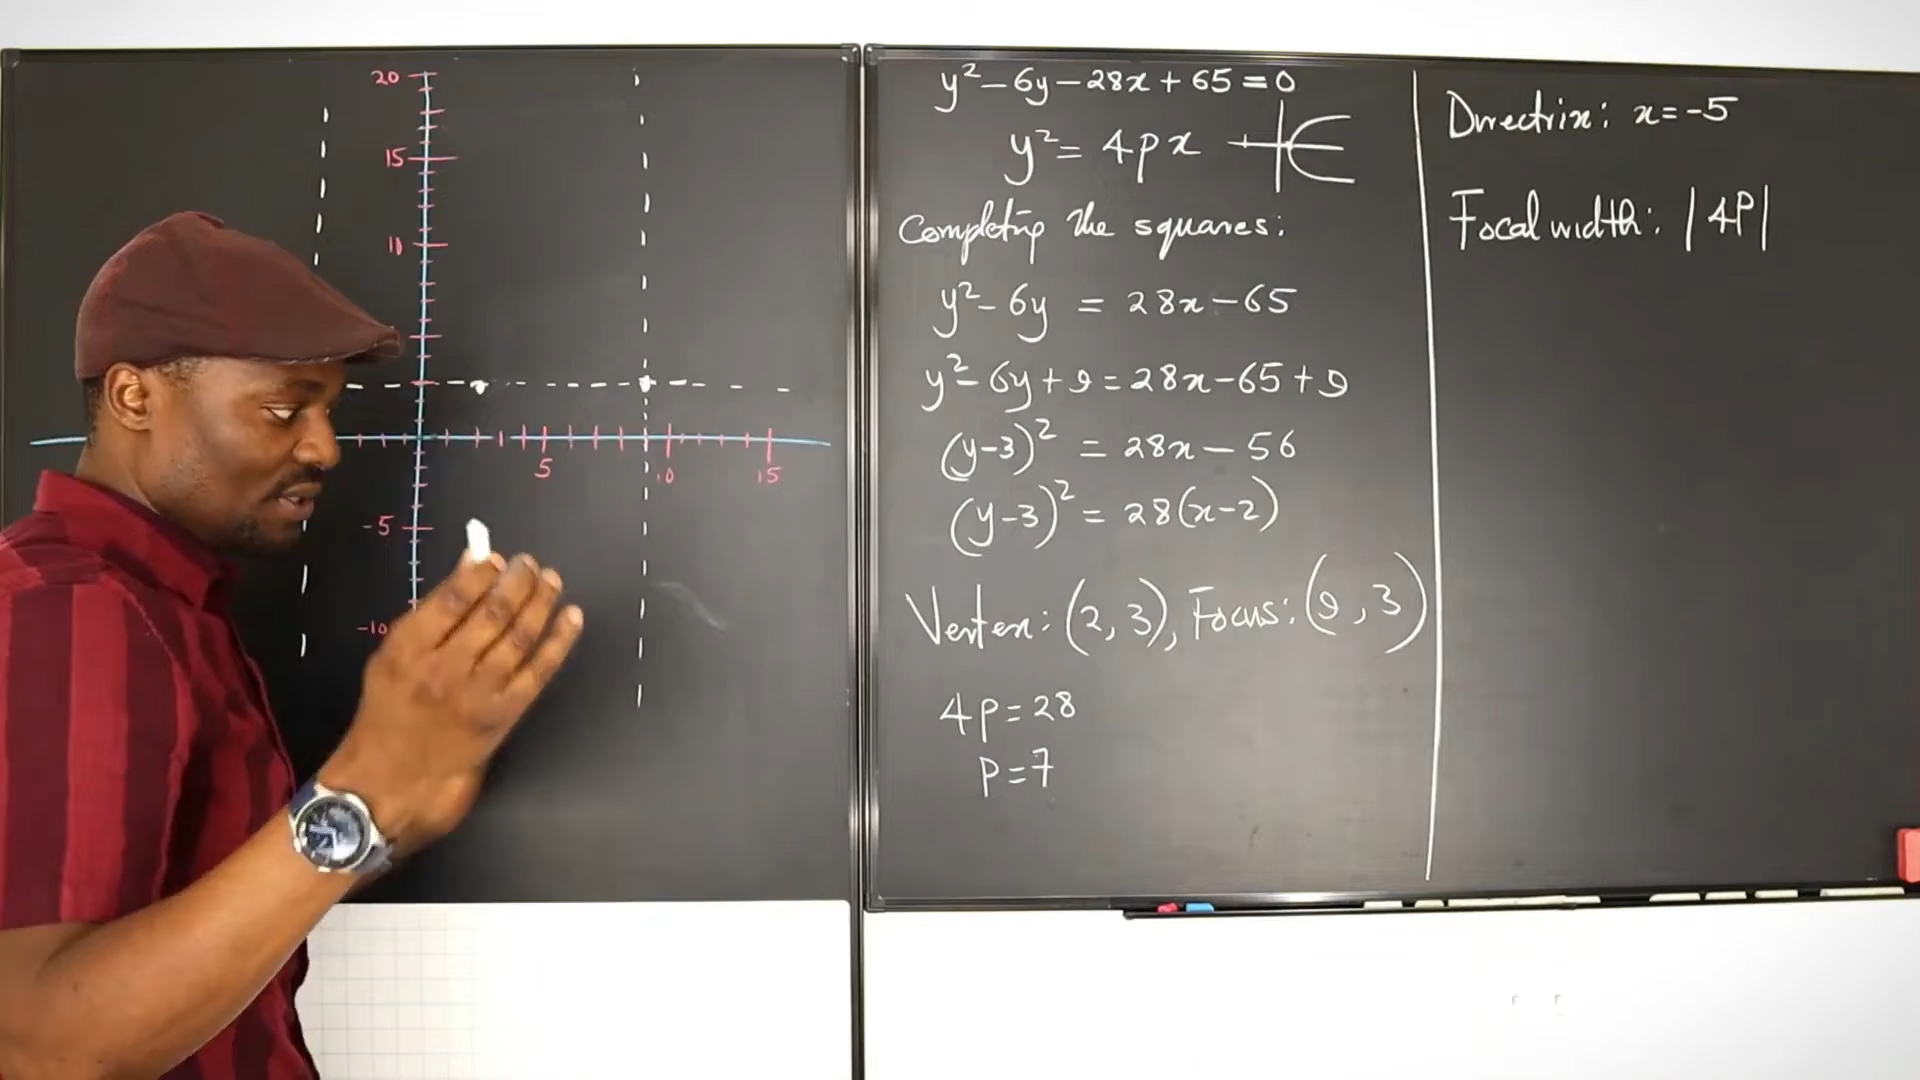 20
15
10
5
10
15
-5
-10
y² - 6y - 28x + 65 = 0
y² = 4px
Completing the squares:
y² - 6y = 28x - 65
y² - 6y + 9 = 28x - 65 + 9
(y-3)² = 28x - 56
(y-3)² = 28(x-2)
Vertex: (2, 3), Focus: (9, 3)
4p = 28
p = 7
Directrix: x = -5
Focal width: |4P|